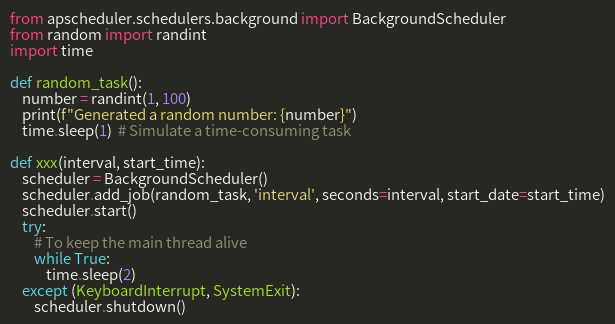 from apscheduler.schedulers.background import BackgroundScheduler
from random import randint
import time

def random_task():
    number = randint(1, 100)
    print(f"Generated a random number: {number}")
    time.sleep(1)  # Simulate a time-consuming task

def xxx(interval, start_time):
    scheduler = BackgroundScheduler()
    scheduler.add_job(random_task, 'interval', seconds=interval, start_date=start_time)
    scheduler.start()
    try:
        # To keep the main thread alive
        while True:
            time.sleep(2)
    except (KeyboardInterrupt, SystemExit):
        scheduler.shutdown()